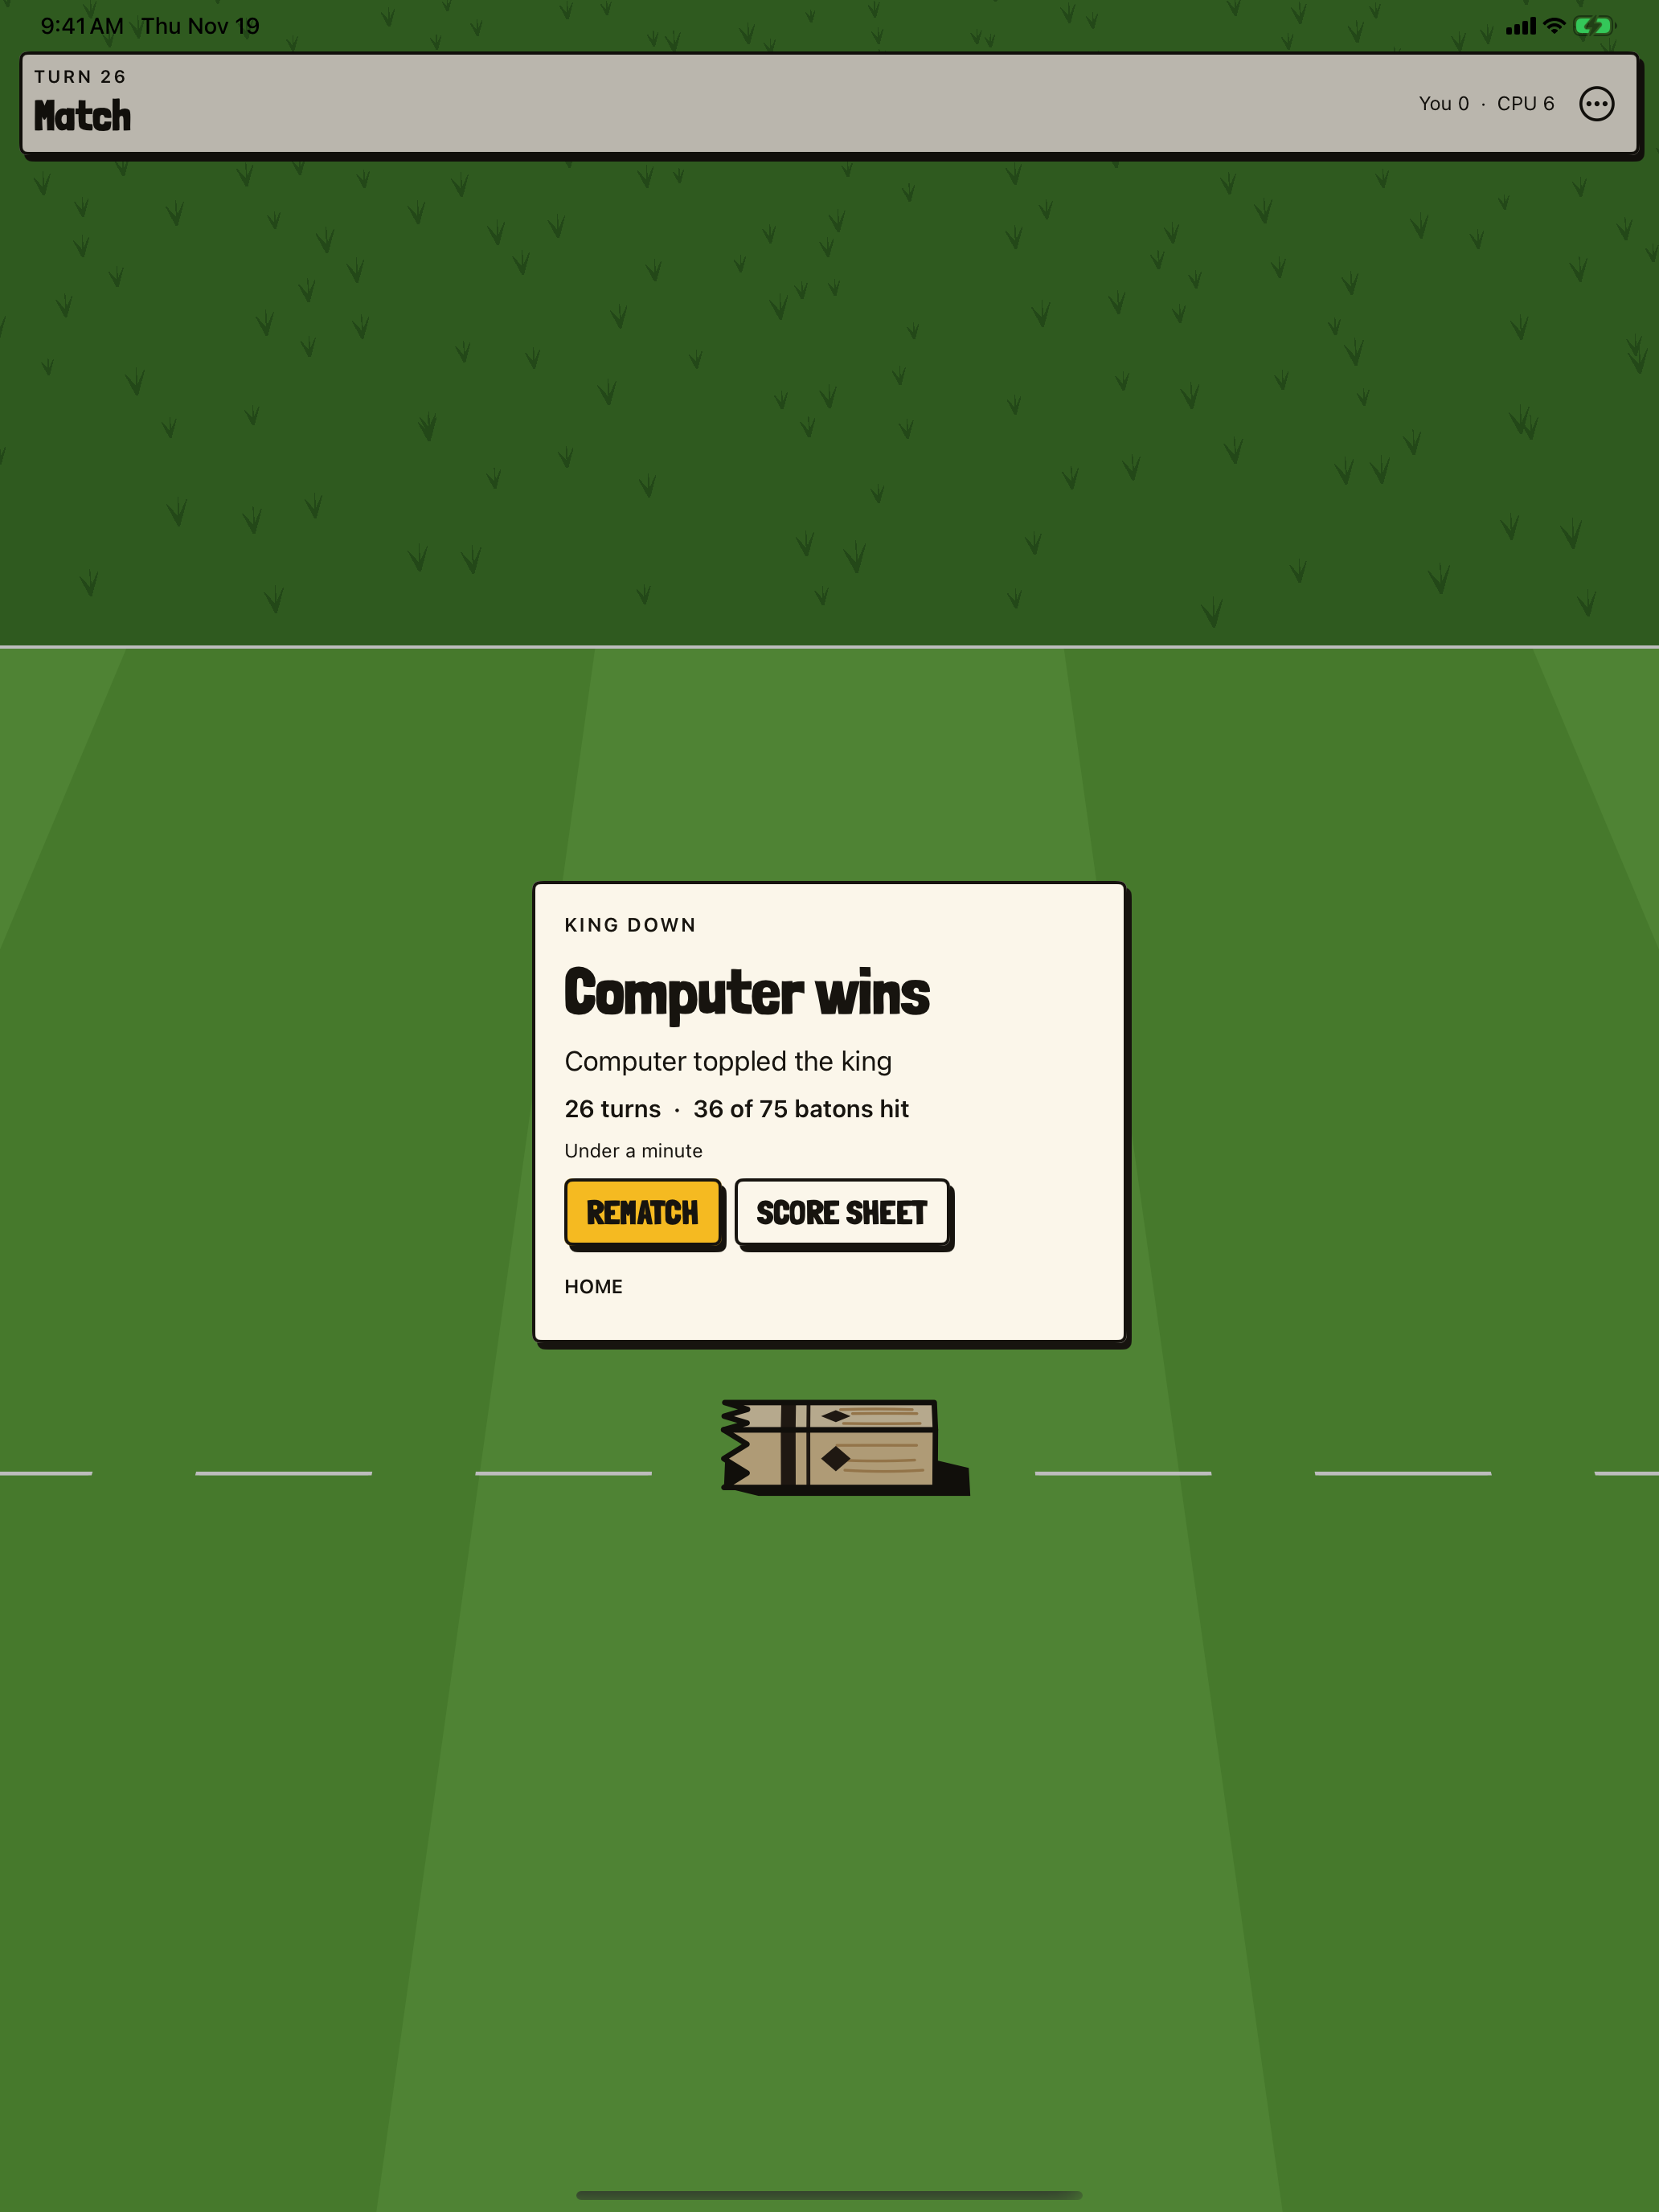 9:41 AM Thu Nov 19
TURN 26
Match
You 0 · CPU 6
KING DOWN
Computer wins
Computer toppled the king
26 turns · 36 of 75 batons hit
Under a minute
REMATCH
SCORE SHEET
HOME